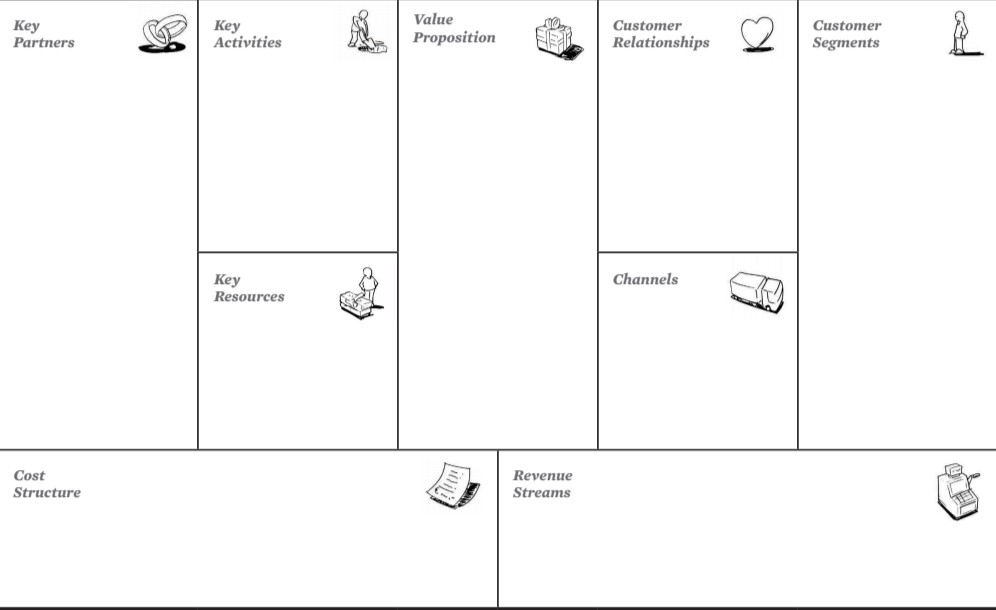 Key
Partners
Key
Activities
Value
Proposition
Customer
Relationships
Customer
Segments
Key
Resources
Channels
Cost
Structure
Revenue
Streams